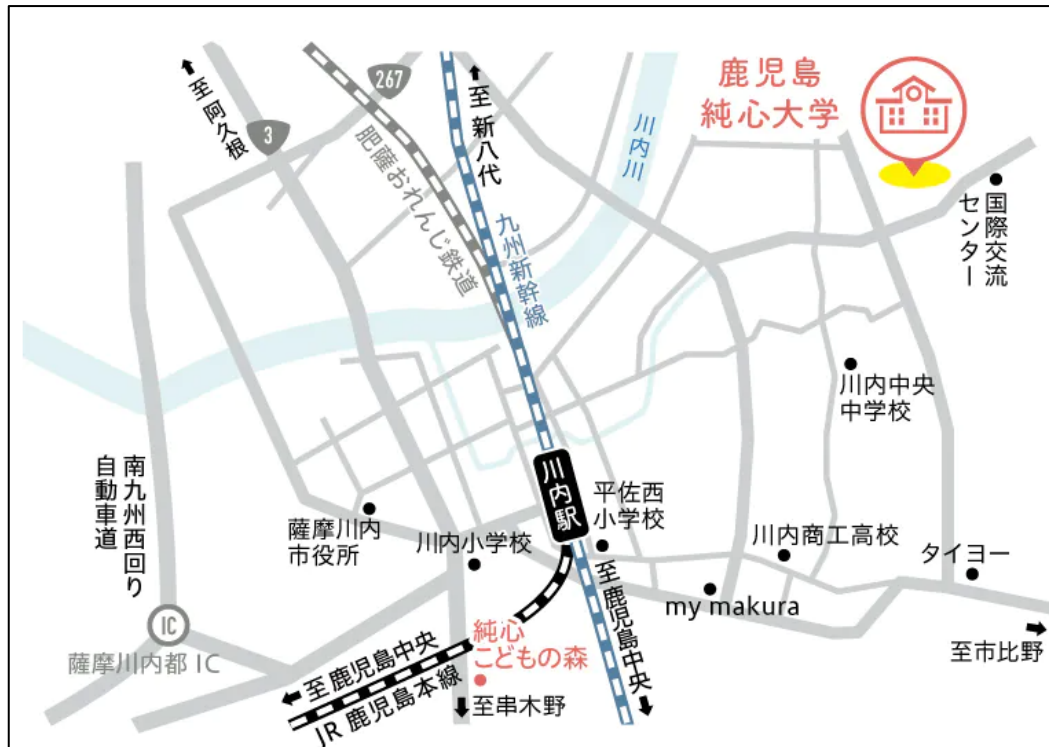 267
3
至 阿久根
至 新八代
肥薩おれんじ鉄道
九州新幹線
川内川
鹿児島
純心大学
国際交流
センター
川内中央
中学校
南九州西回り
自動車道
薩摩川内
市役所
川内小学校
川内駅
平佐西
小学校
川内商工高校
タイヨー
my makura
至市比野
IC
薩摩川内都 IC
至 鹿児島中央
JR 鹿児島本線
純心
こどもの森
至串木野
至 鹿児島中央